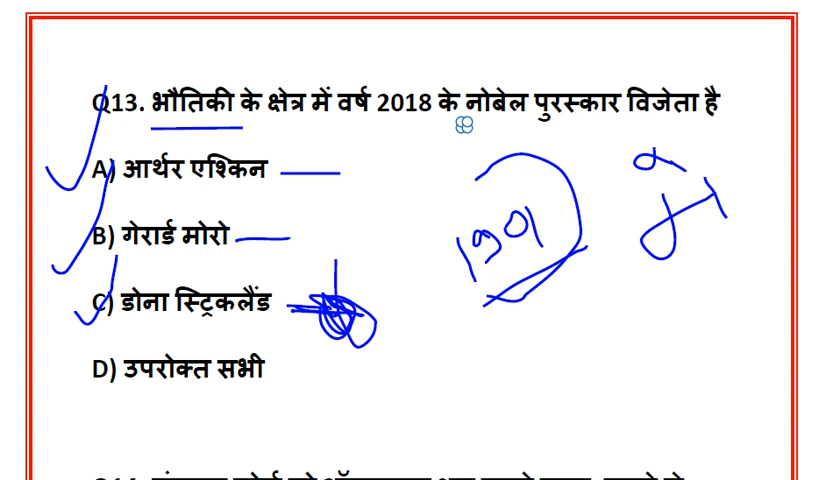 Q13. भौतिकी के क्षेत्र में वर्ष 2018 के नोबेल पुरस्कार विजेता है
A) आर्थर एश्किन
B) गेरार्ड मोरो
1901
C) डोना स्ट्रिकलैंड
D) उपरोक्त सभी